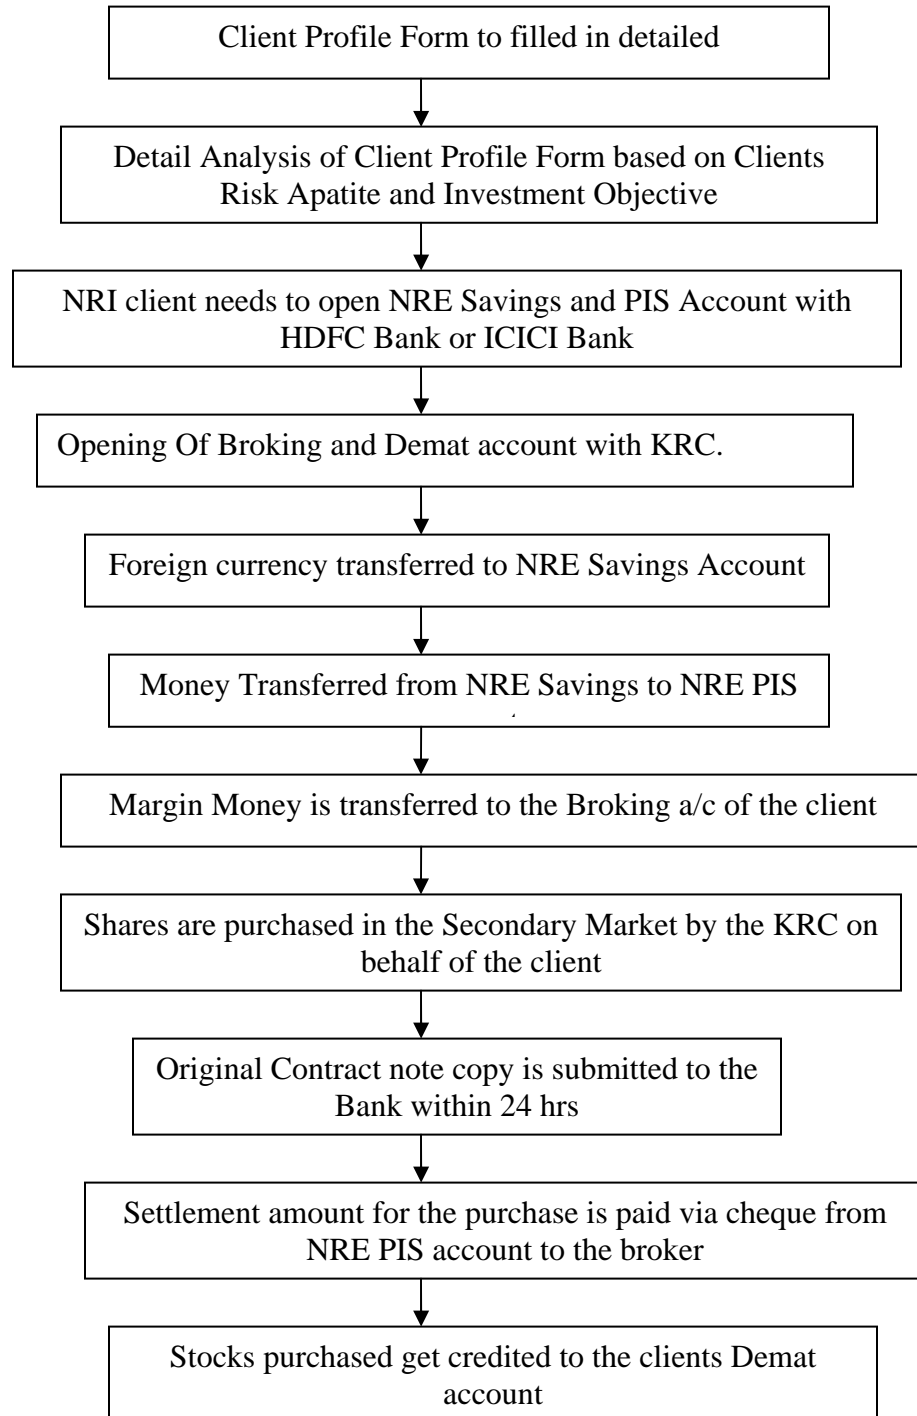 Client Profile Form to filled in detailed
Detail Analysis of Client Profile Form based on Clients
Risk Apatite and Investment Objective
NRI client needs to open NRE Savings and PIS Account with
HDFC Bank or ICICI Bank
Opening Of Broking and Demat account with KRC.
Foreign currency transferred to NRE Savings Account
Money Transferred from NRE Savings to NRE PIS
Margin Money is transferred to the Broking a/c of the client
Shares are purchased in the Secondary Market by the KRC on
behalf of the client
Original Contract note copy is submitted to the
Bank within 24 hrs
Settlement amount for the purchase is paid via cheque from
NRE PIS account to the broker
Stocks purchased get credited to the clients Demat
account